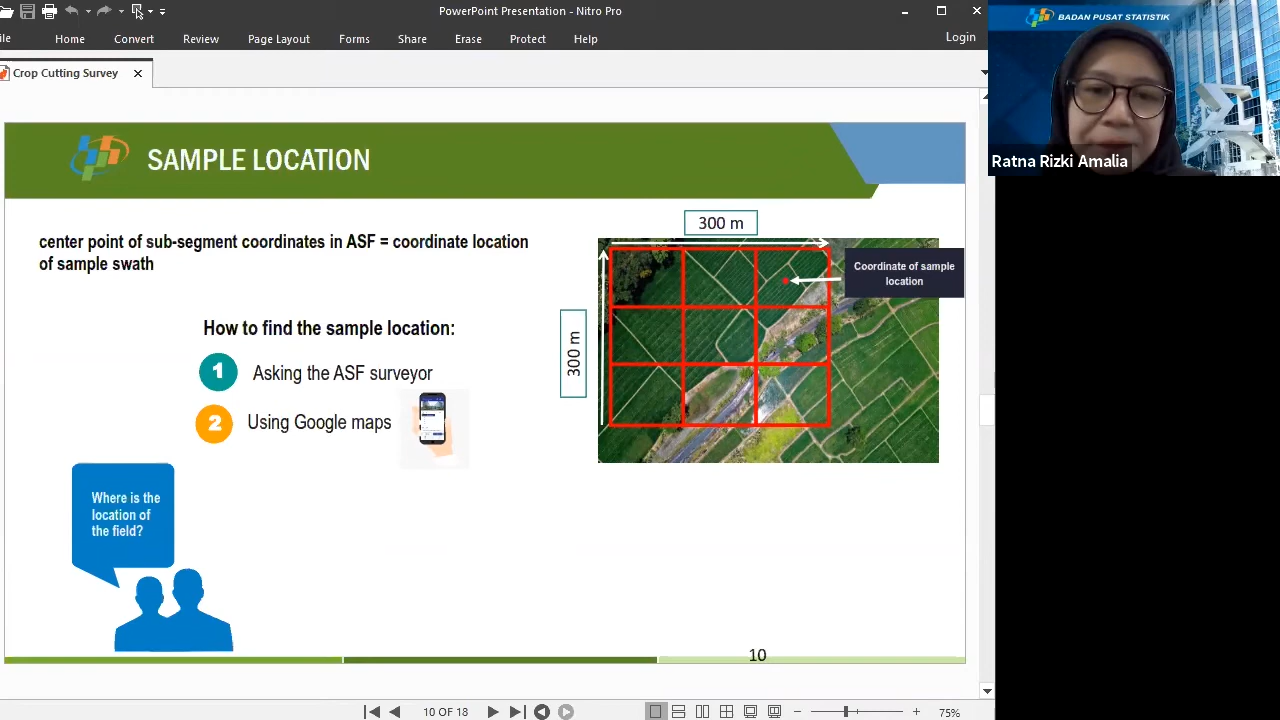 PowerPoint Presentation - Nitro Pro
ile
Home
Convert
Review
Page Layout
Forms
Share
Erase
Protect
Help
Login
Crop Cutting Survey
BADAN PUSAT STATISTIK
Ratna Rizki Amalia
SAMPLE LOCATION
center point of sub-segment coordinates in ASF = coordinate location
of sample swath
300 m
300 m
Coordinate of sample
location
How to find the sample location:
1 Asking the ASF surveyor
2 Using Google maps
Where is the
location of
the field?
10
10 OF 18
75%